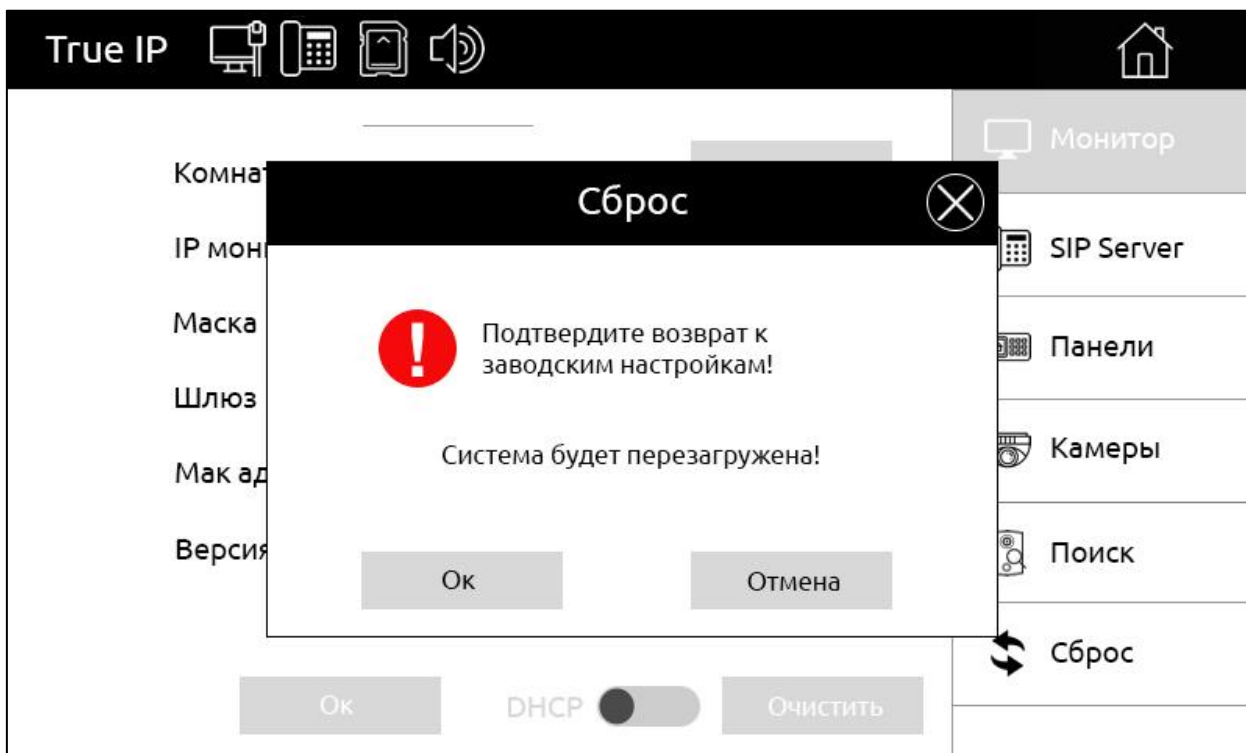 True IP
Монитор
Комнат
Сброс
IP мони
SIP Server
Маска
Подтвердите возврат к
заводским настройкам!
Панели
Шлюз
Система будет перезагружена!
Камеры
Мак ад
Версия
Поиск
Ок
Отмена
Сброс
Ок
DHCP
Очистить